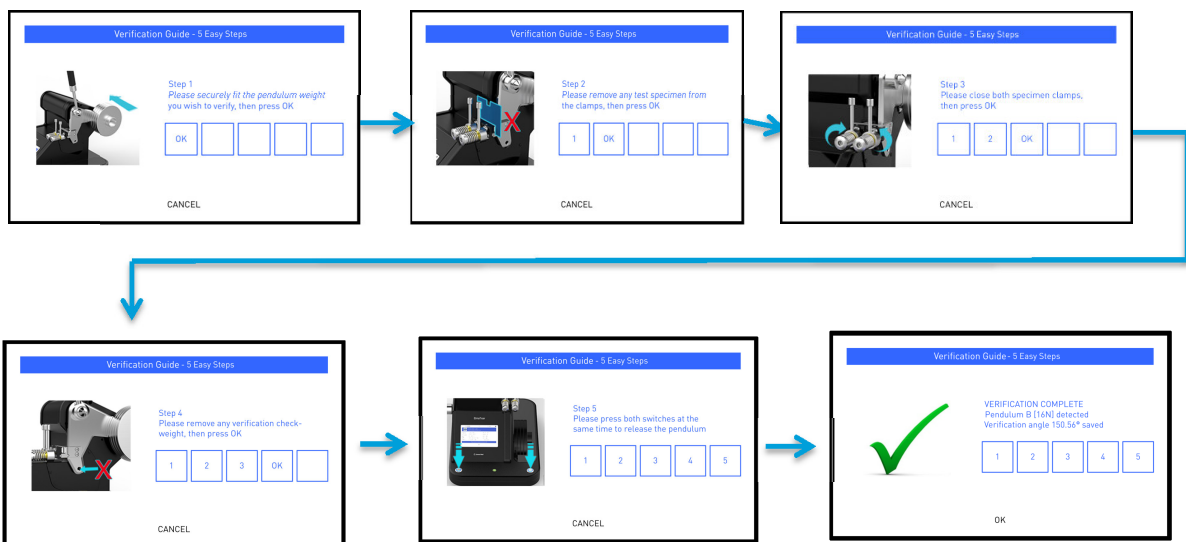 Verification Guide - 5 Easy Steps
Step 1
Please securely fit the pendulum weight
you wish to verify, then press OK
OK
CANCEL
Verification Guide - 5 Easy Steps
Step 2
Please remove any test specimen from
the clamps, then press OK
1 OK
CANCEL
Verification Guide - 5 Easy Steps
Step 3
Please close both specimen clamps,
then press OK
1 2 OK
CANCEL
Verification Guide - 5 Easy Steps
Step 4
Please remove any verification check-
weight, then press OK
1 2 3 OK
CANCEL
Verification Guide - 5 Easy Steps
Step 5
Please press both switches at the
same time to release the pendulum
1 2 3 4 5
CANCEL
Verification Guide - 5 Easy Steps
VERIFICATION COMPLETE
Pendulum B [16N] detected
Verification angle 150.56° saved
1 2 3 4 5
OK